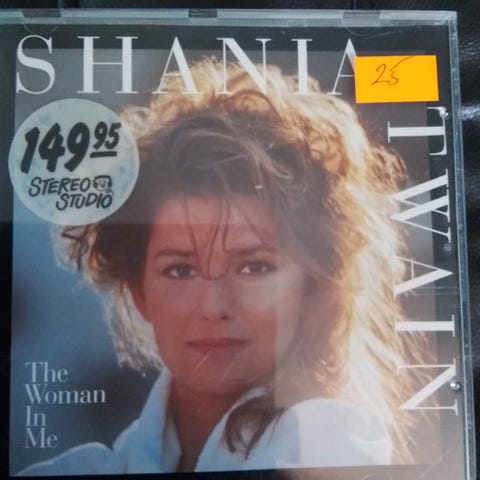 SHANIA
TWAIN
25
149 95
STEREO
STUDIO
The
Woman
In
Me